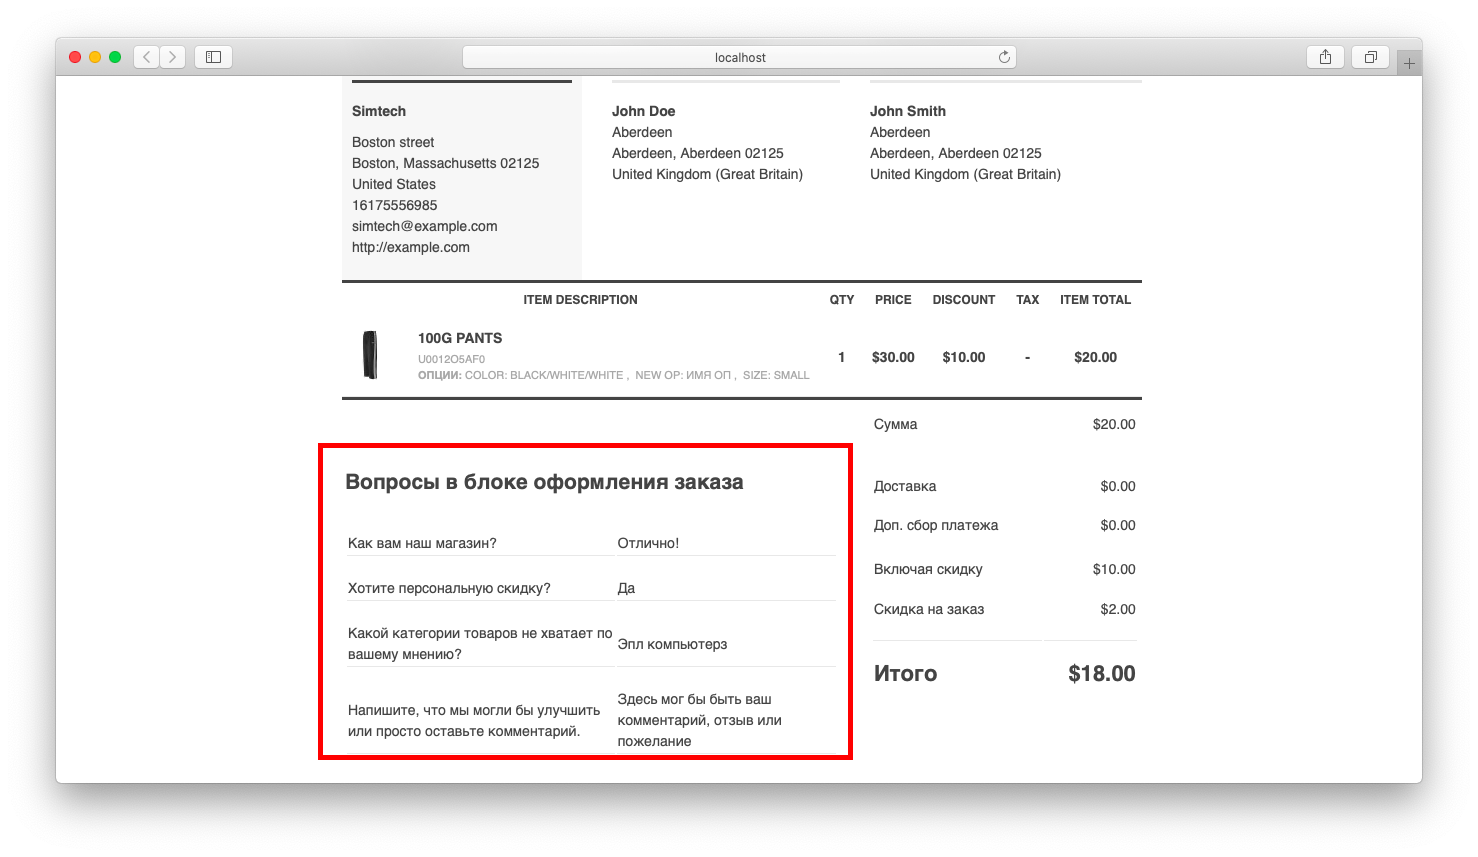 localhost
Simtech
Boston street
Boston, Massachusetts 02125
United States
16175556985
simtech@example.com
http://example.com
John Doe
Aberdeen
Aberdeen, Aberdeen 02125
United Kingdom (Great Britain)
John Smith
Aberdeen
Aberdeen, Aberdeen 02125
United Kingdom (Great Britain)
ITEM DESCRIPTION QTY PRICE DISCOUNT TAX ITEM TOTAL
100G PANTS
U0012O5AF0
ОПЦИИ: COLOR: BLACK/WHITE/WHITE , NEW OP: ИМЯ ОП , SIZE: SMALL
1 $30.00 $10.00 - $20.00
Сумма $20.00
Доставка $0.00
Доп. сбор платежа $0.00
Включая скидку $10.00
Скидка на заказ $2.00
Итого $18.00
Вопросы в блоке оформления заказа
Как вам наш магазин? Отлично!
Хотите персональную скидку? Да
Какой категории товаров не хватает по
вашему мнению?
Эпл компьютерз
Напишите, что мы могли бы улучшить
или просто оставьте комментарий.
Здесь мог бы быть ваш
комментарий, отзыв или
пожелание